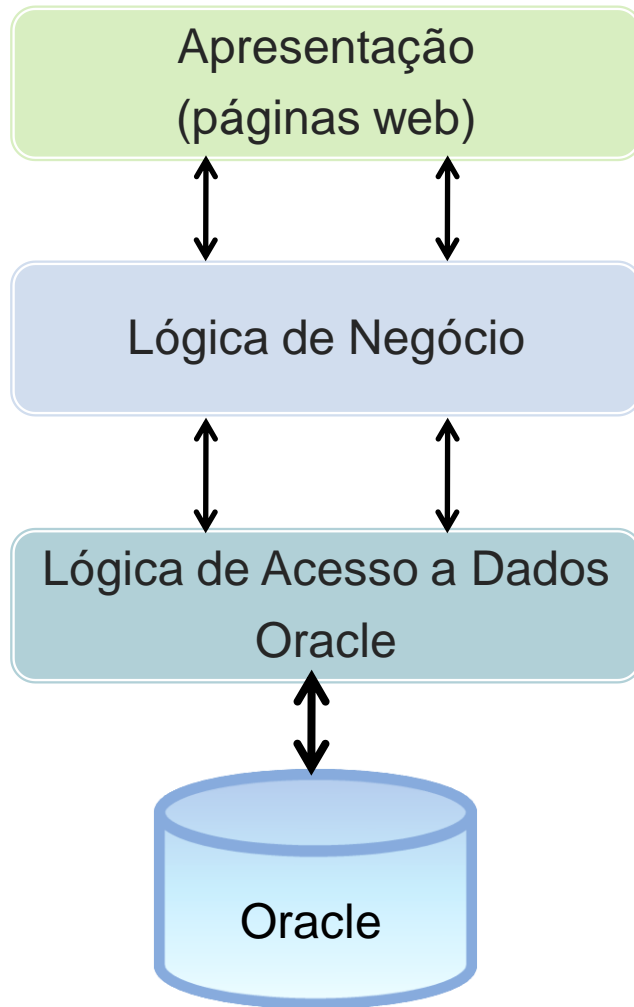 Apresentação
(páginas web)
Lógica de Negócio
Lógica de Acesso a Dados
Oracle
Oracle